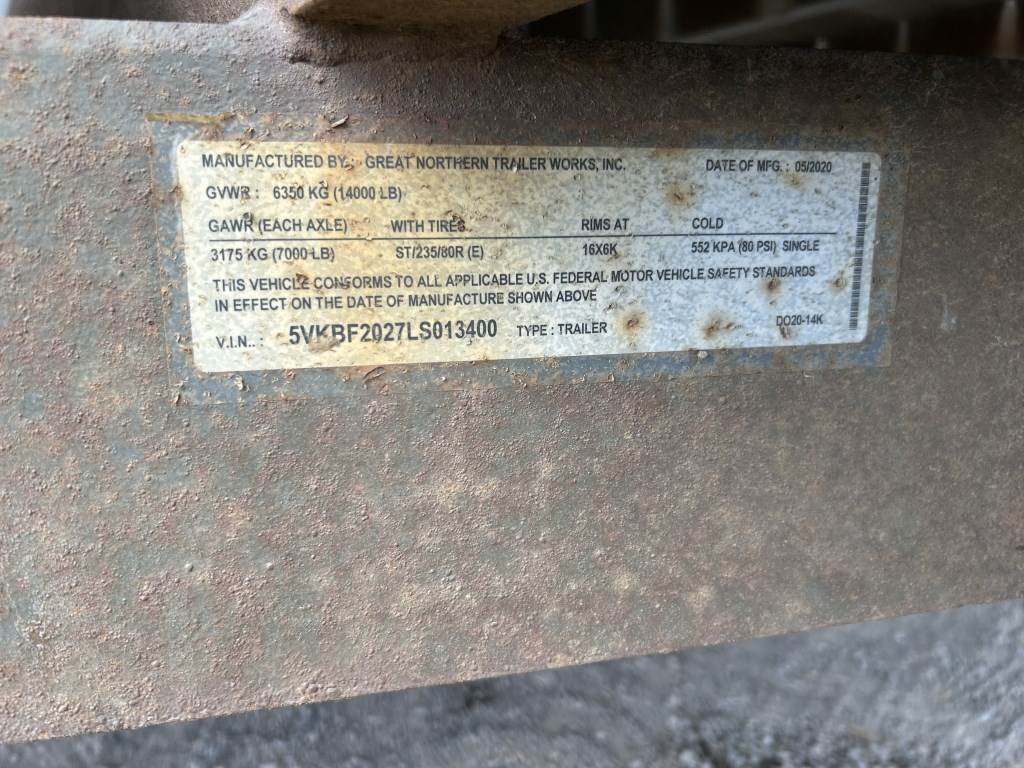 MANUFACTURED BY.: GREAT NORTHERN TRAILER WORKS, INC. DATE OF MFG. : 05/2020
GVWR : 6350 KG (14000 LB)
GAWR (EACH AXLE) WITH TIRES RIMS AT COLD
3175 KG (7000 LB) ST/235/80R (E) 16X6K 552 KPA (80 PSI) SINGLE
THIS VEHICLE CONFORMS TO ALL APPLICABLE U.S. FEDERAL MOTOR VEHICLE SAFETY STANDARDS
IN EFFECT ON THE DATE OF MANUFACTURE SHOWN ABOVE
V.I.N.. : 5VKBF2027LS013400 TYPE : TRAILER DO20-14K